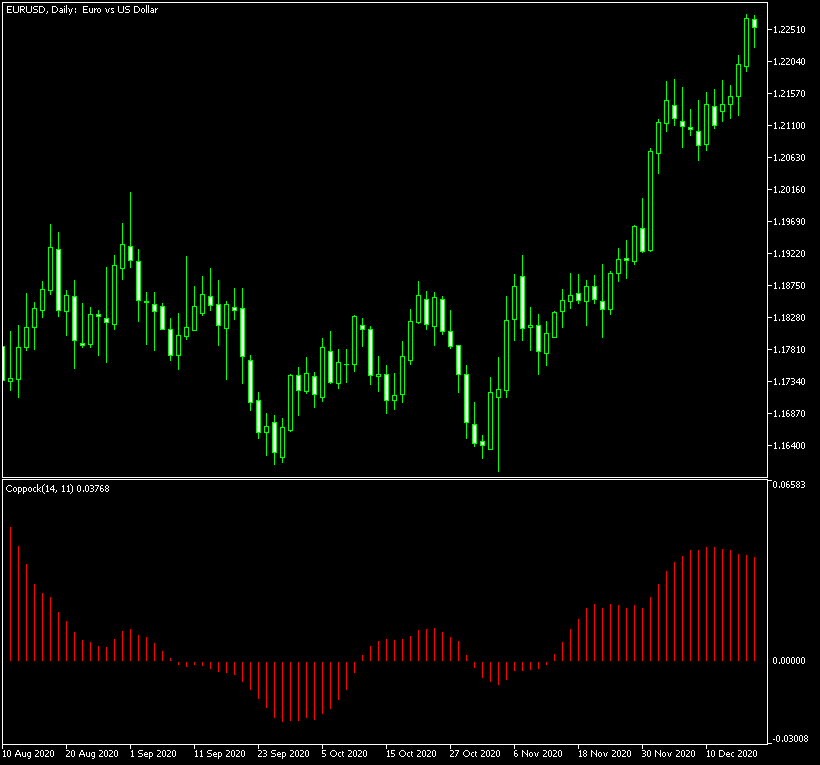 EURUSD, Daily: Euro vs US Dollar
1.22510
1.22040
1.21570
1.21100
1.20630
1.20160
1.19690
1.19220
1.18750
1.18280
1.17810
1.17340
1.16870
1.16400
Coppock(14, 11) 0.03768
0.06583
0.00000
-0.03008
10 Aug 2020
20 Aug 2020
1 Sep 2020
11 Sep 2020
23 Sep 2020
5 Oct 2020
15 Oct 2020
27 Oct 2020
6 Nov 2020
18 Nov 2020
30 Nov 2020
10 Dec 2020